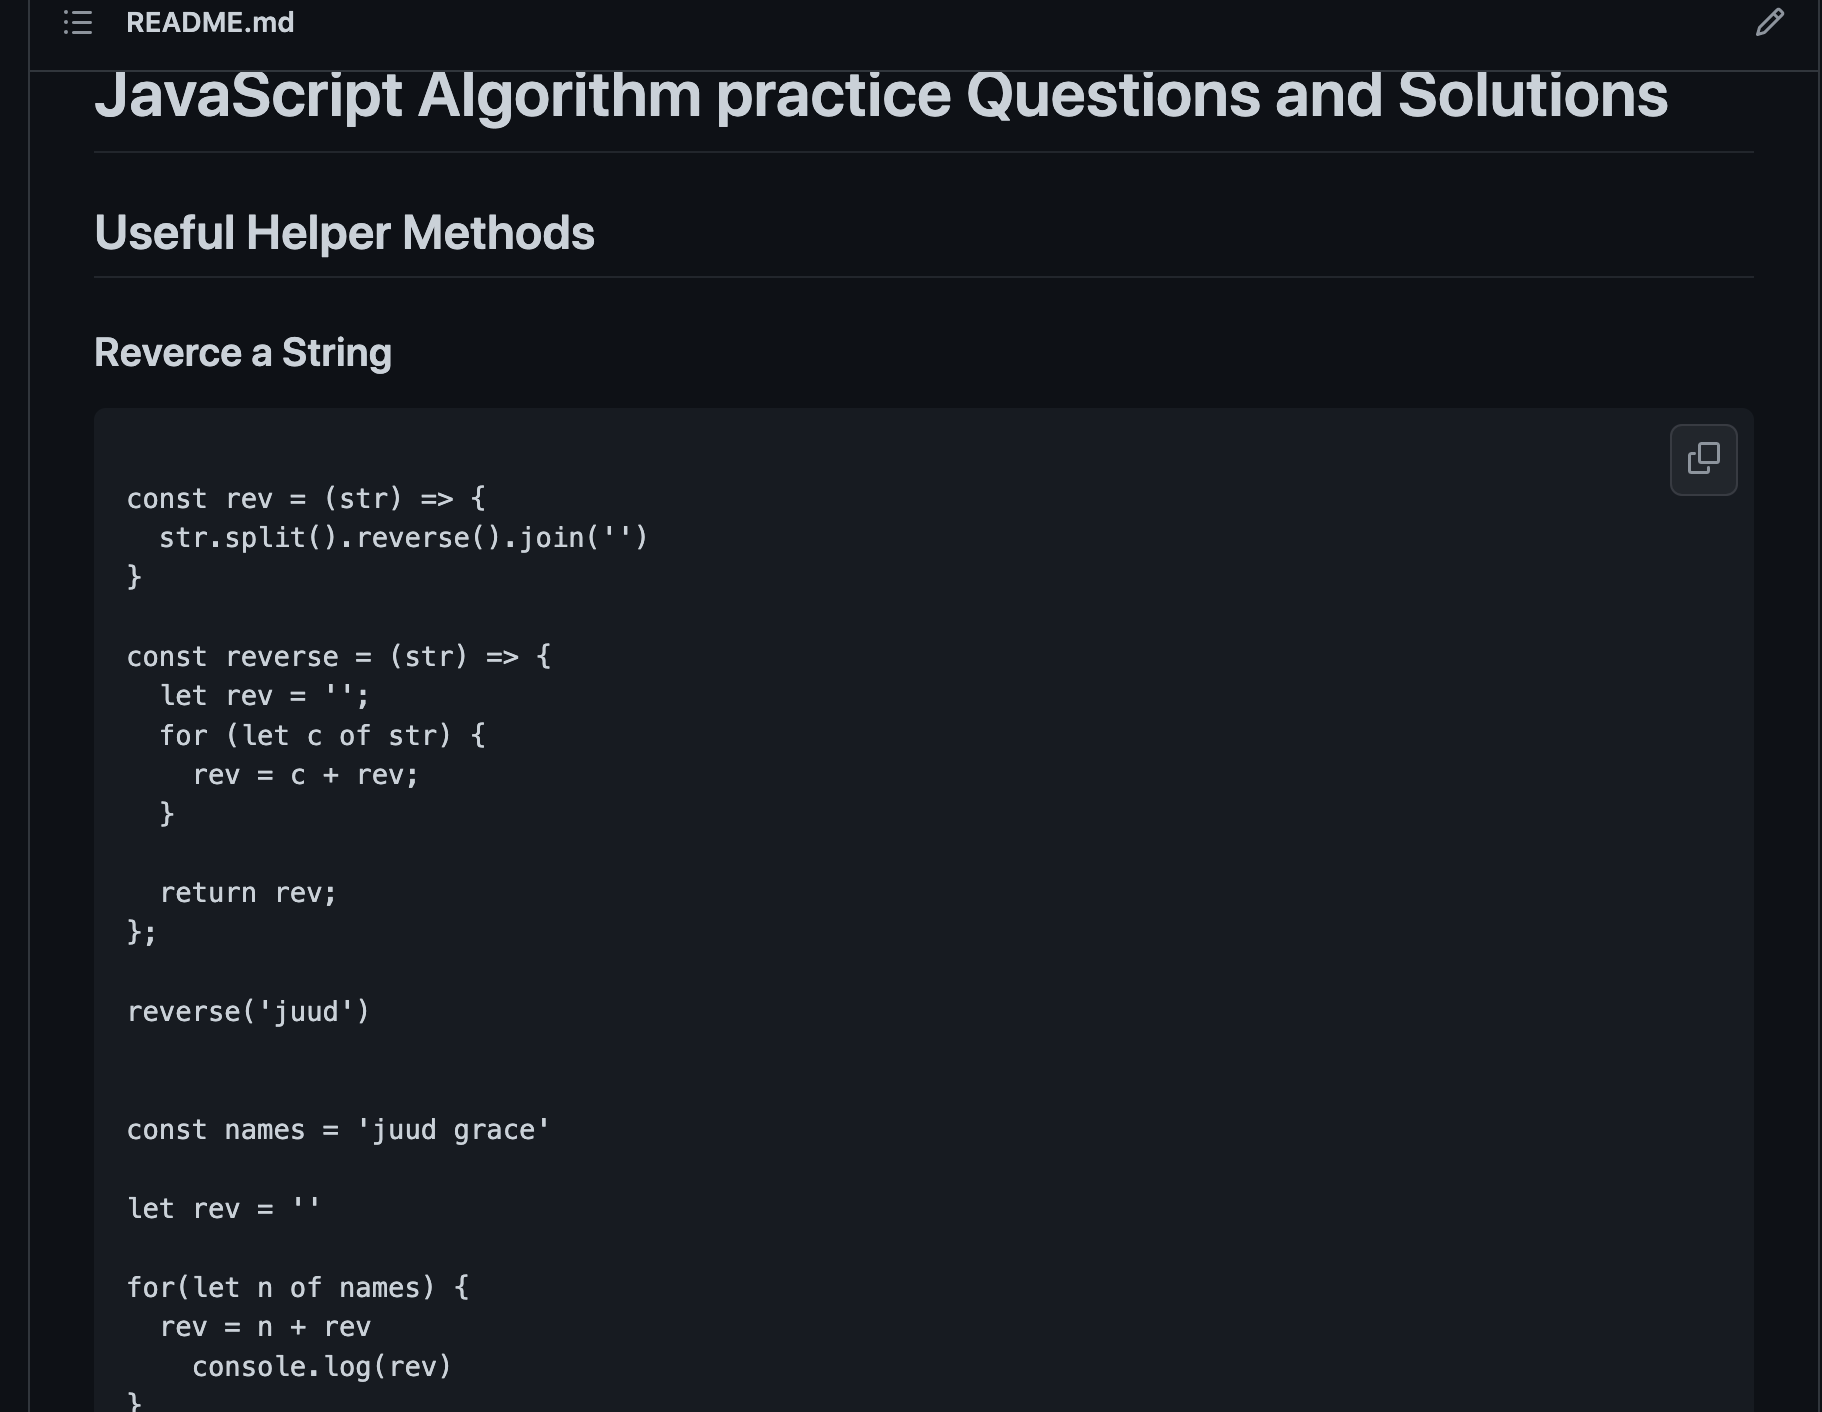 README.md
JavaScript Algorithm practice Questions and Solutions
Useful Helper Methods
Reverce a String
const rev = (str) => {
  str.split().reverse().join('')
}
const reverse = (str) => {
  let rev = '';
  for (let c of str) {
    rev = c + rev;
  }
  return rev;
};
reverse('juud')
const names = 'juud grace'
let rev = ''
for(let n of names) {
  rev = n + rev
    console.log(rev)
}